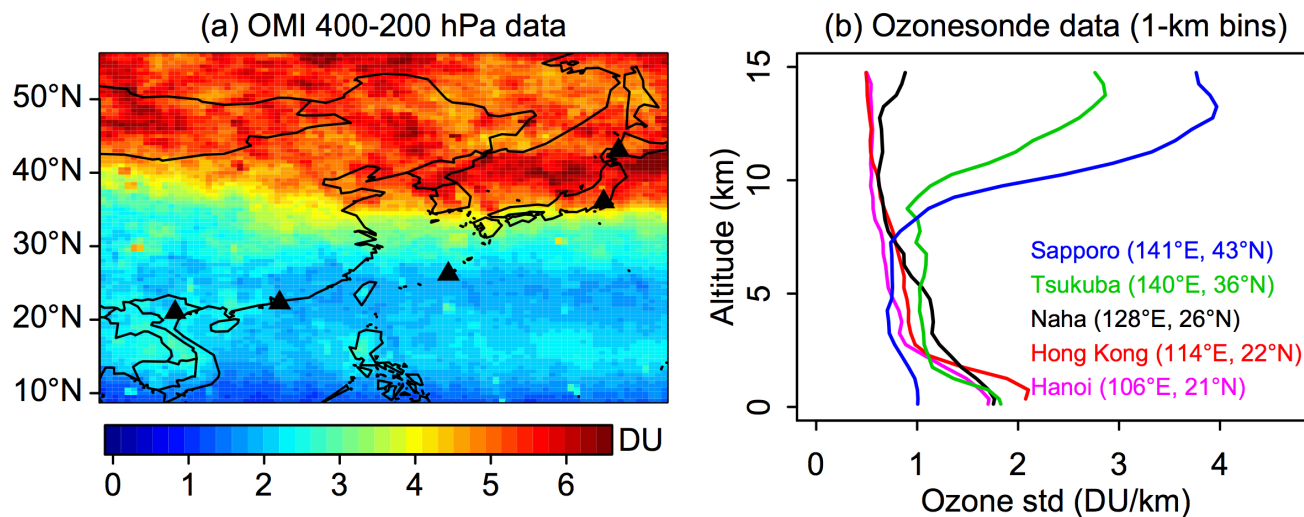 (a) OMI 400-200 hPa data
50°N
40°N
30°N
20°N
10°N
0 1 2 3 4 5 6
DU
(b) Ozonesonde data (1-km bins)
15
10
5
0
Altitude (km)
Sapporo (141°E, 43°N)
Tsukuba (140°E, 36°N)
Naha (128°E, 26°N)
Hong Kong (114°E, 22°N)
Hanoi (106°E, 21°N)
0 1 2 3 4
Ozone std (DU/km)